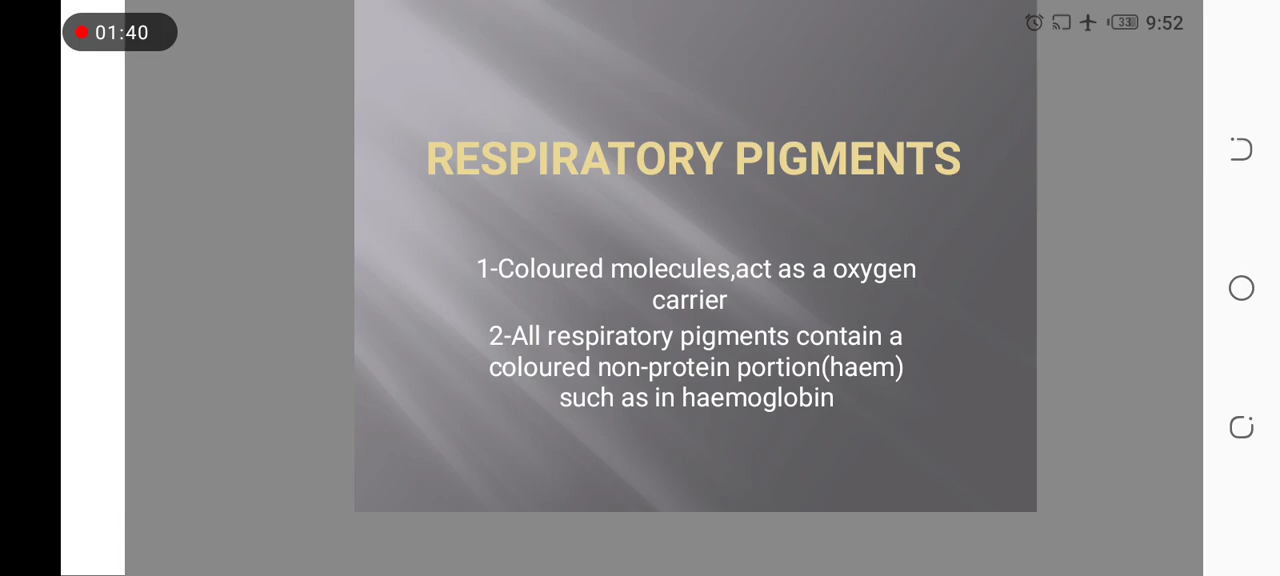 01:40
33 9:52
RESPIRATORY PIGMENTS
1-Coloured molecules,act as a oxygen
carrier
2-All respiratory pigments contain a
coloured non-protein portion(haem)
such as in haemoglobin